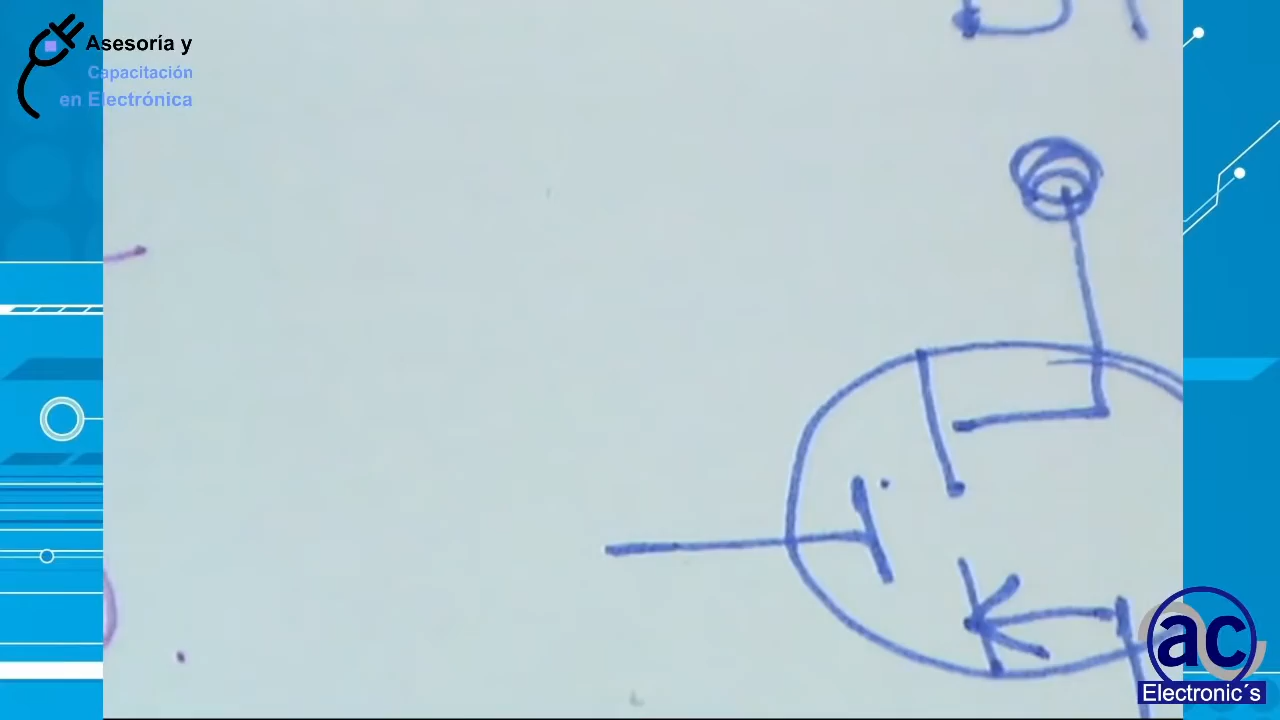 Asesoría y
Capacitación
en Electrónica
ac
Electronic´s